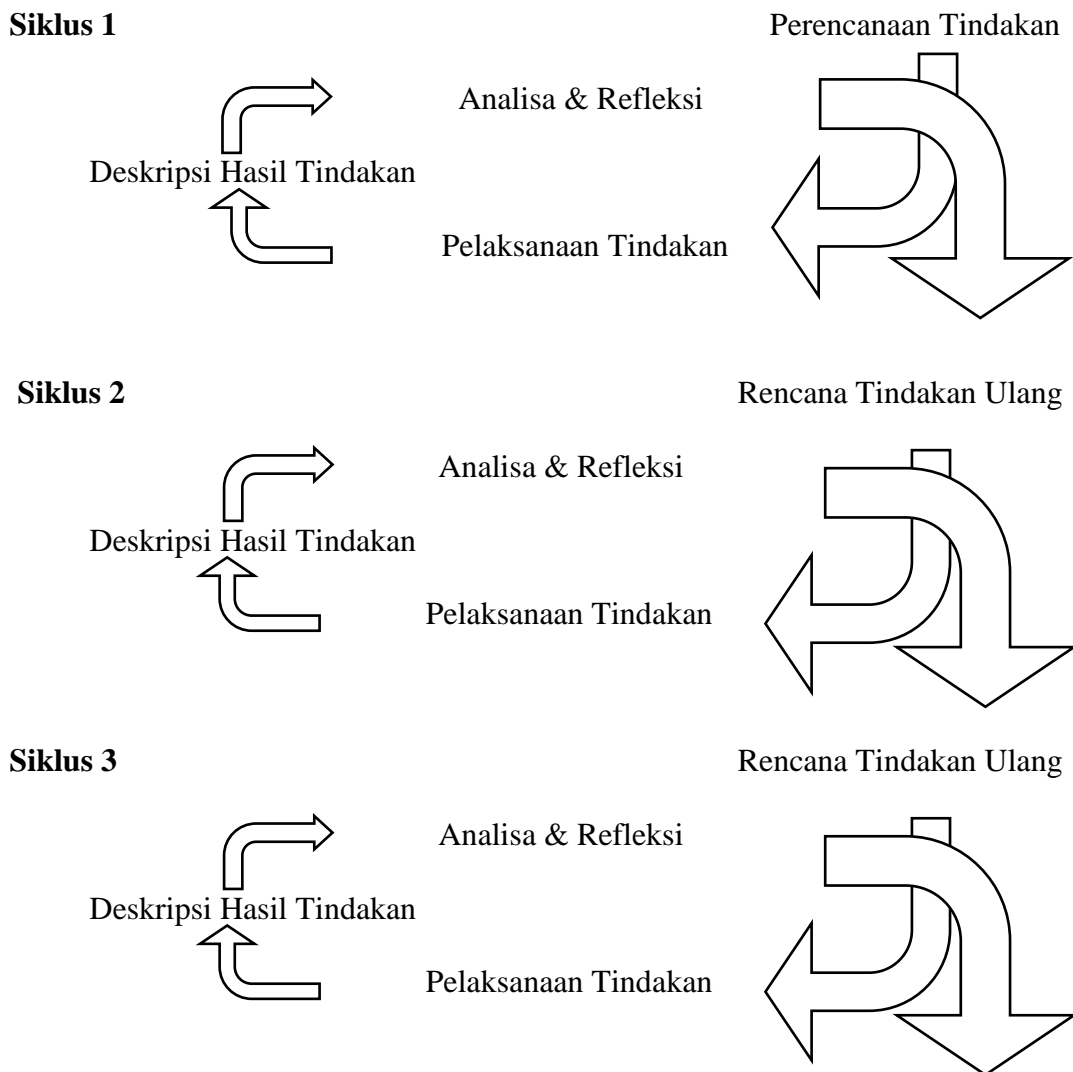 Siklus 1
Perencanaan Tindakan
Analisa & Refleksi
Deskripsi Hasil Tindakan
Pelaksanaan Tindakan
Siklus 2
Rencana Tindakan Ulang
Analisa & Refleksi
Deskripsi Hasil Tindakan
Pelaksanaan Tindakan
Siklus 3
Rencana Tindakan Ulang
Analisa & Refleksi
Deskripsi Hasil Tindakan
Pelaksanaan Tindakan